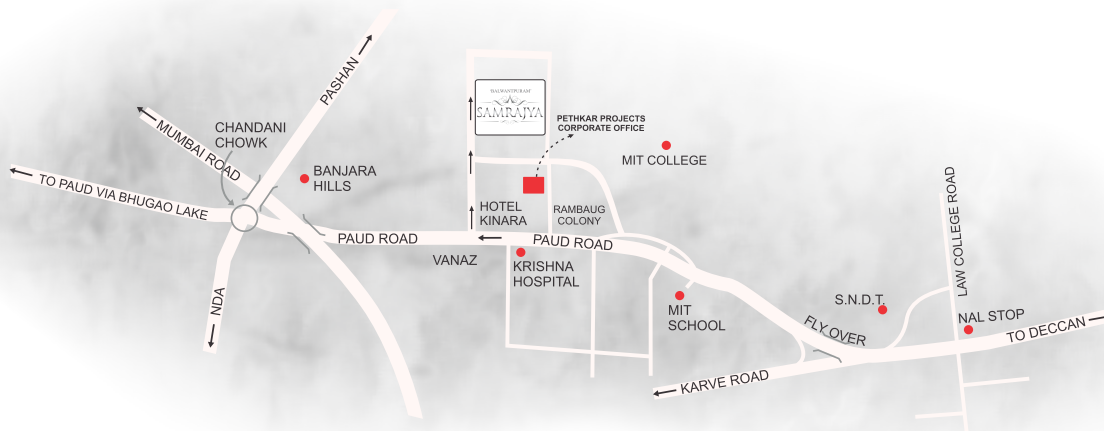 PASHAN
MUMBAI ROAD
CHANDANI
CHOWK
TO PAUD VIA BHUGAO LAKE
BANJARA
HILLS
NDA
PAUD ROAD
VANAZ
SAMRAJYA
PETHKAR PROJECTS
CORPORATE OFFICE
MIT COLLEGE
HOTEL
KINARA
RAMBAUG
COLONY
PAUD ROAD
KRISHNA
HOSPITAL
MIT
SCHOOL
FLY OVER
KARVE ROAD
S.N.D.T.
LAW COLLEGE ROAD
NAL STOP
TO DECCAN